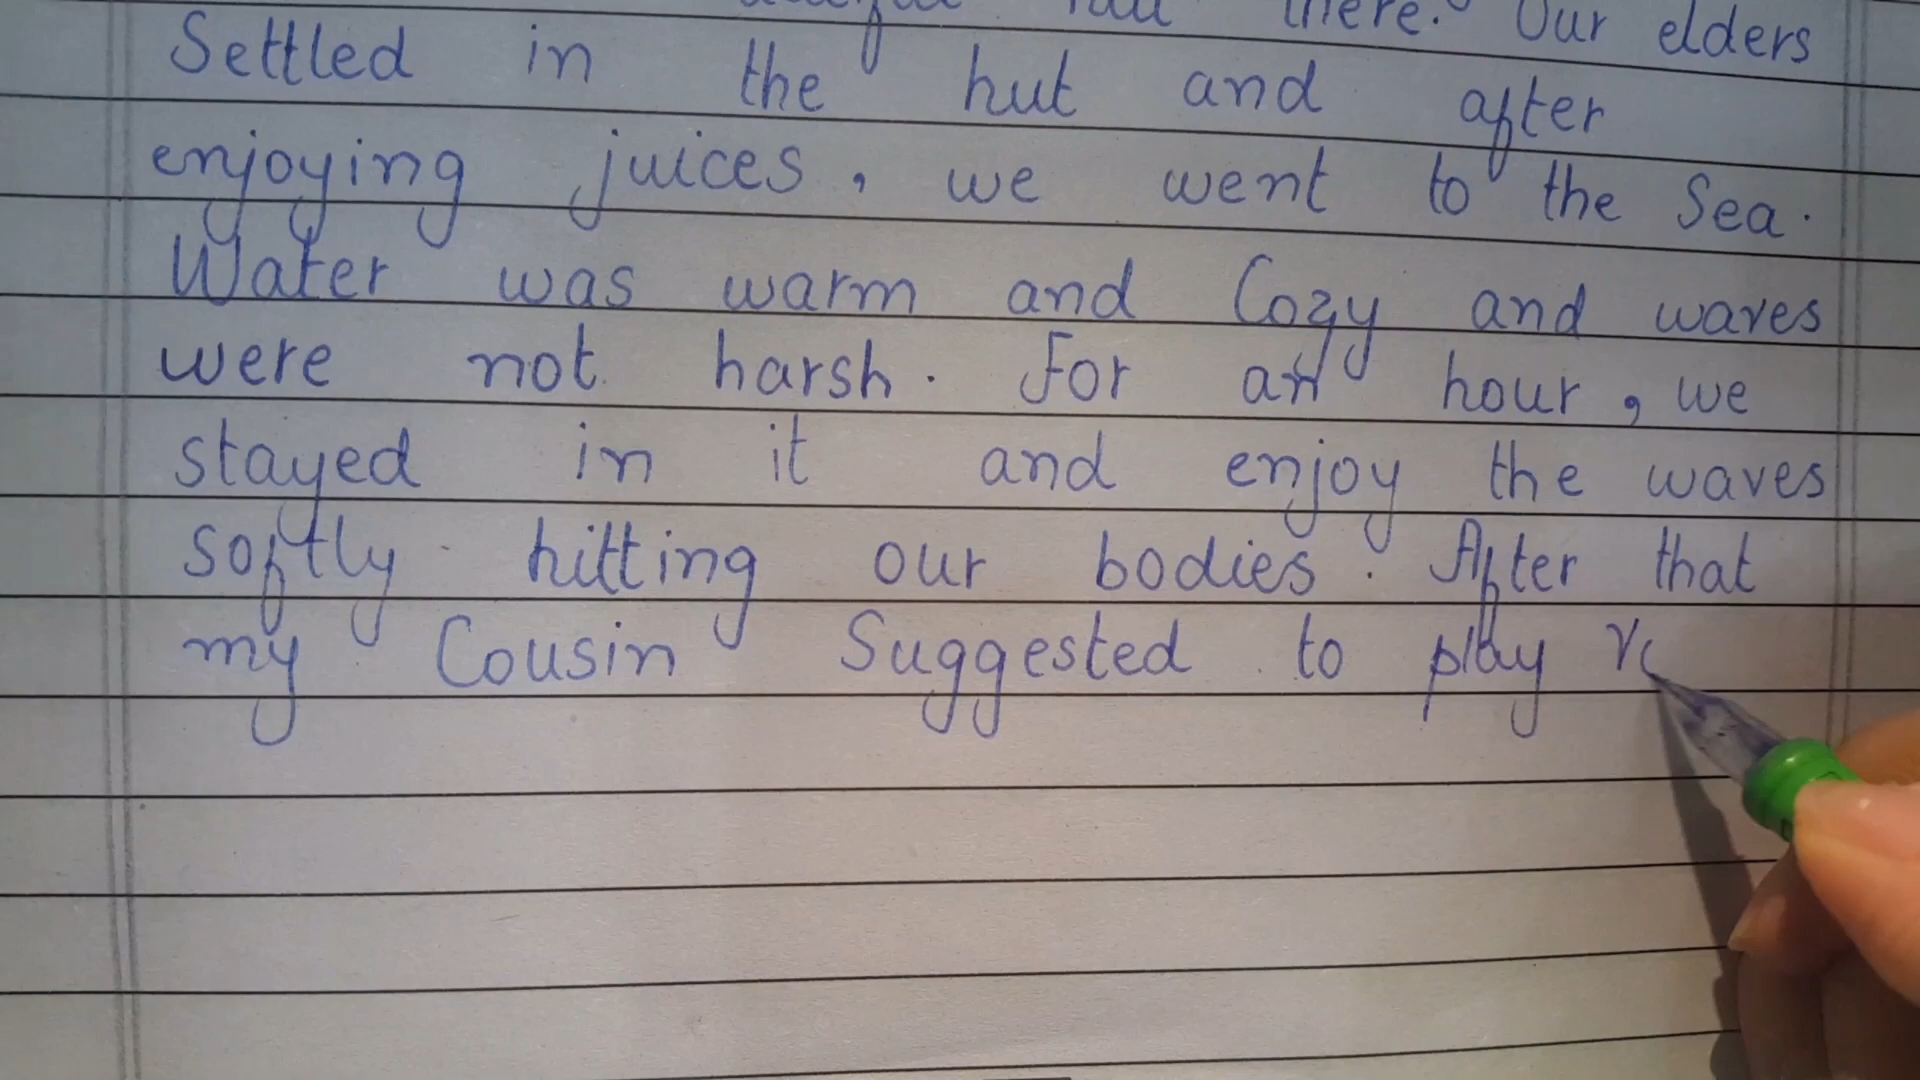 there. Our elders
Settled in the hut and after
enjoying juices, we went to the Sea.
Water was warm and Cozy and waves
were not harsh. For an hour, we
stayed in it and enjoy the waves
softly hitting our bodies. After that
my Cousin Suggested to play